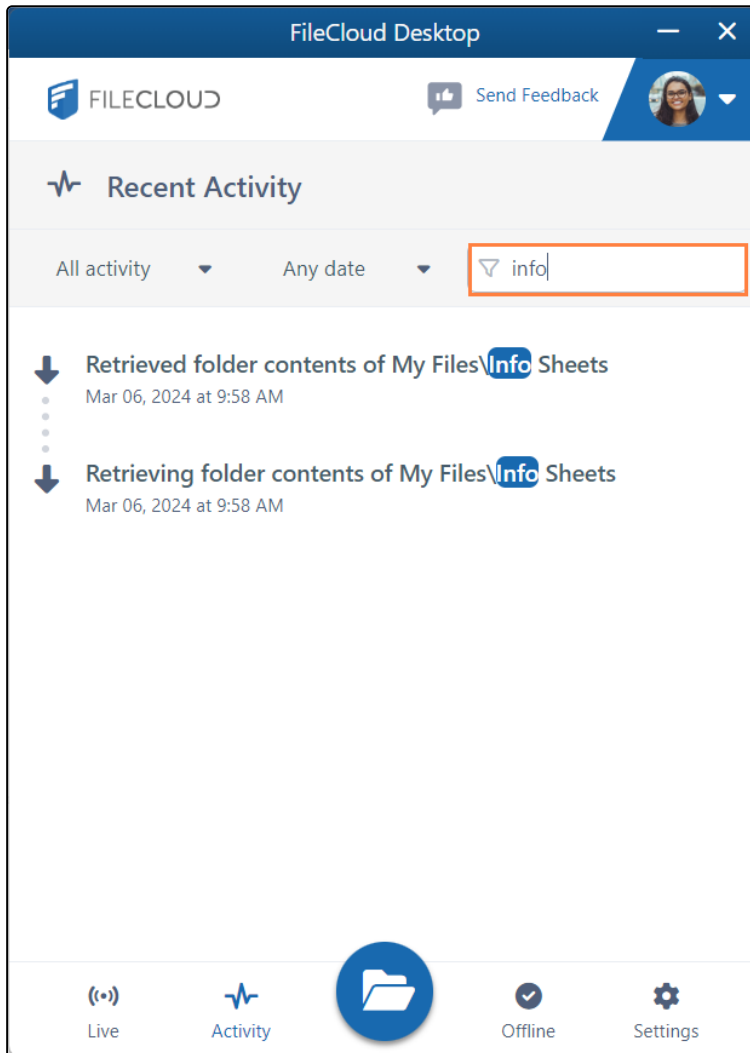 FileCloud Desktop
FILECLOUD
Send Feedback
Recent Activity
All activity
Any date
info
Retrieved folder contents of My Files\Info Sheets
Mar 06, 2024 at 9:58 AM
Retrieving folder contents of My Files\Info Sheets
Mar 06, 2024 at 9:58 AM
Live
Activity
Offline
Settings